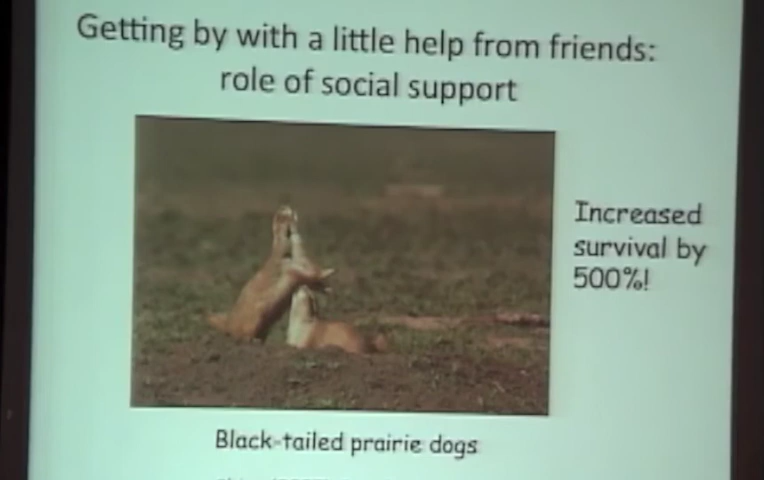 Getting by with a little help from friends:
role of social support
Increased
survival by
500%!
Black-tailed prairie dogs